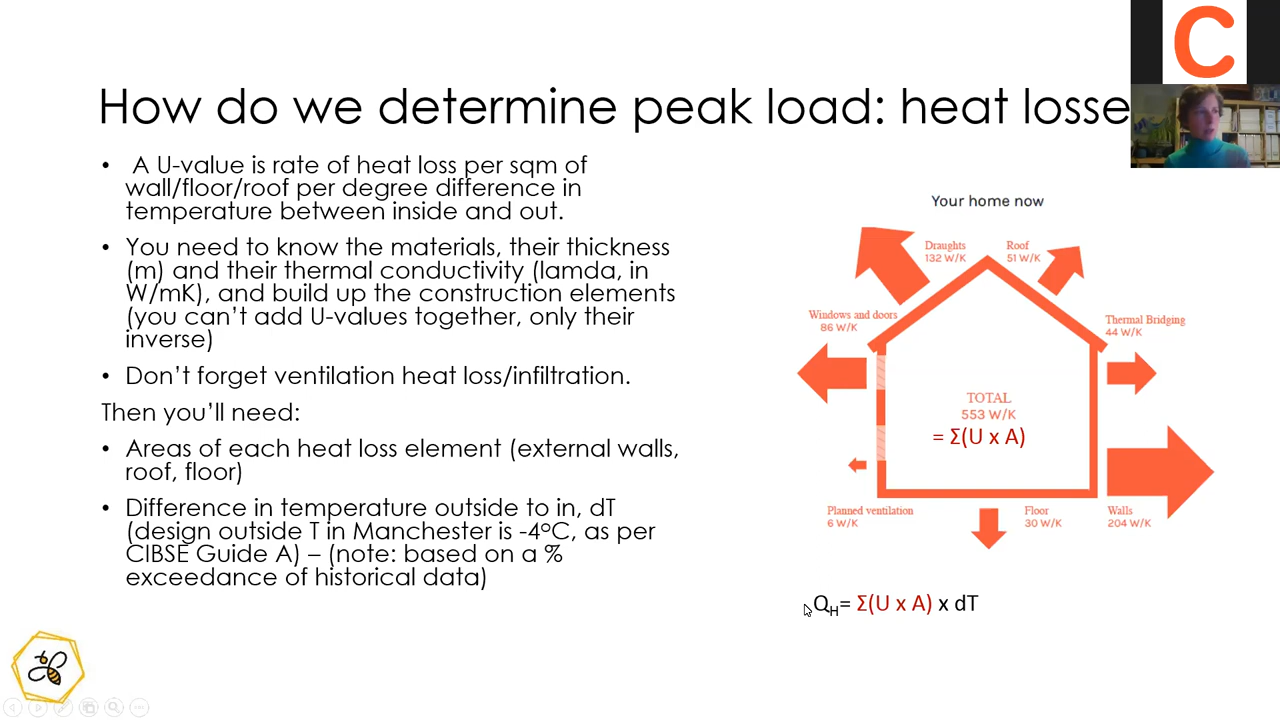 C
How do we determine peak load: heat losse
• A U-value is rate of heat loss per sqm of
wall/floor/roof per degree difference in
temperature between inside and out.
• You need to know the materials, their thickness
(m) and their thermal conductivity (lamda, in
W/mK), and build up the construction elements
(you can’t add U-values together, only their
inverse)
• Don’t forget ventilation heat loss/infiltration.
Then you’ll need:
• Areas of each heat loss element (external walls,
roof, floor)
• Difference in temperature outside to in, dT
(design outside T in Manchester is -4ᵒC, as per
CIBSE Guide A) – (note: based on a %
exceedance of historical data)
Your home now
Draughts
132 W/K
Roof
51 W/K
Windows and doors
86 W/K
Thermal Bridging
44 W/K
TOTAL
553 W/K
= Σ(U x A)
Planned ventilation
6 W/K
Floor
30 W/K
Walls
204 W/K
QH= Σ(U x A) x dT